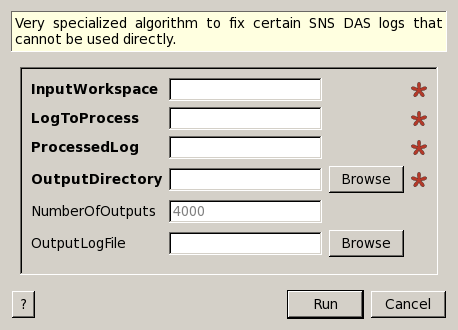 Very specialized algorithm to fix certain SNS DAS logs that
cannot be used directly.
InputWorkspace
LogToProcess
ProcessedLog
OutputDirectory Browse
NumberOfOutputs 4000
OutputLogFile Browse
? Run Cancel